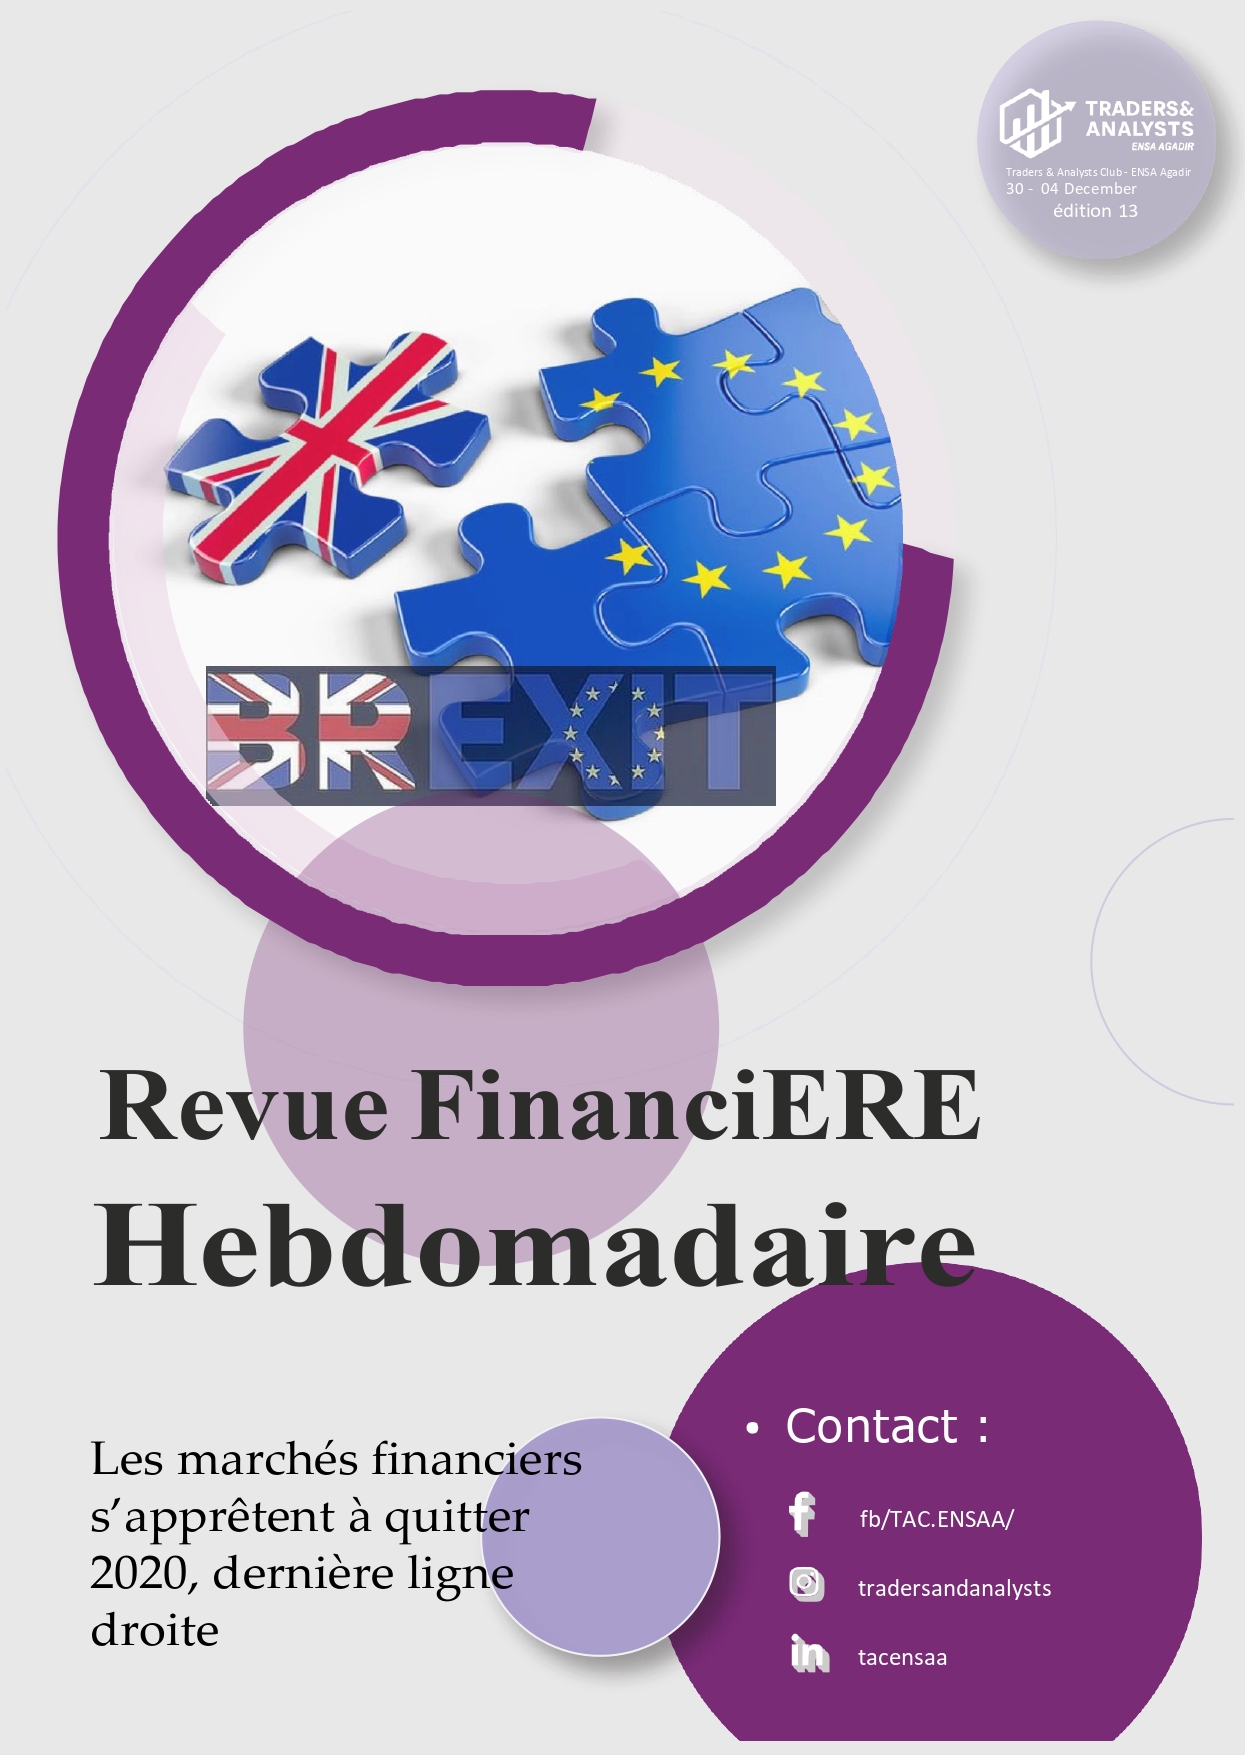 TRADERS&
ANALYSTS
ENSA AGADIR
Traders & Analysts Club - ENSA Agadir
30 - 04 December
édition 13
BREXIT
Revue FinanciERE
Hebdomadaire
Les marchés financiers
s’apprêtent à quitter
2020, dernière ligne
droite
• Contact :
fb/TAC.ENSAA/
tradersandanalysts
tacensaa